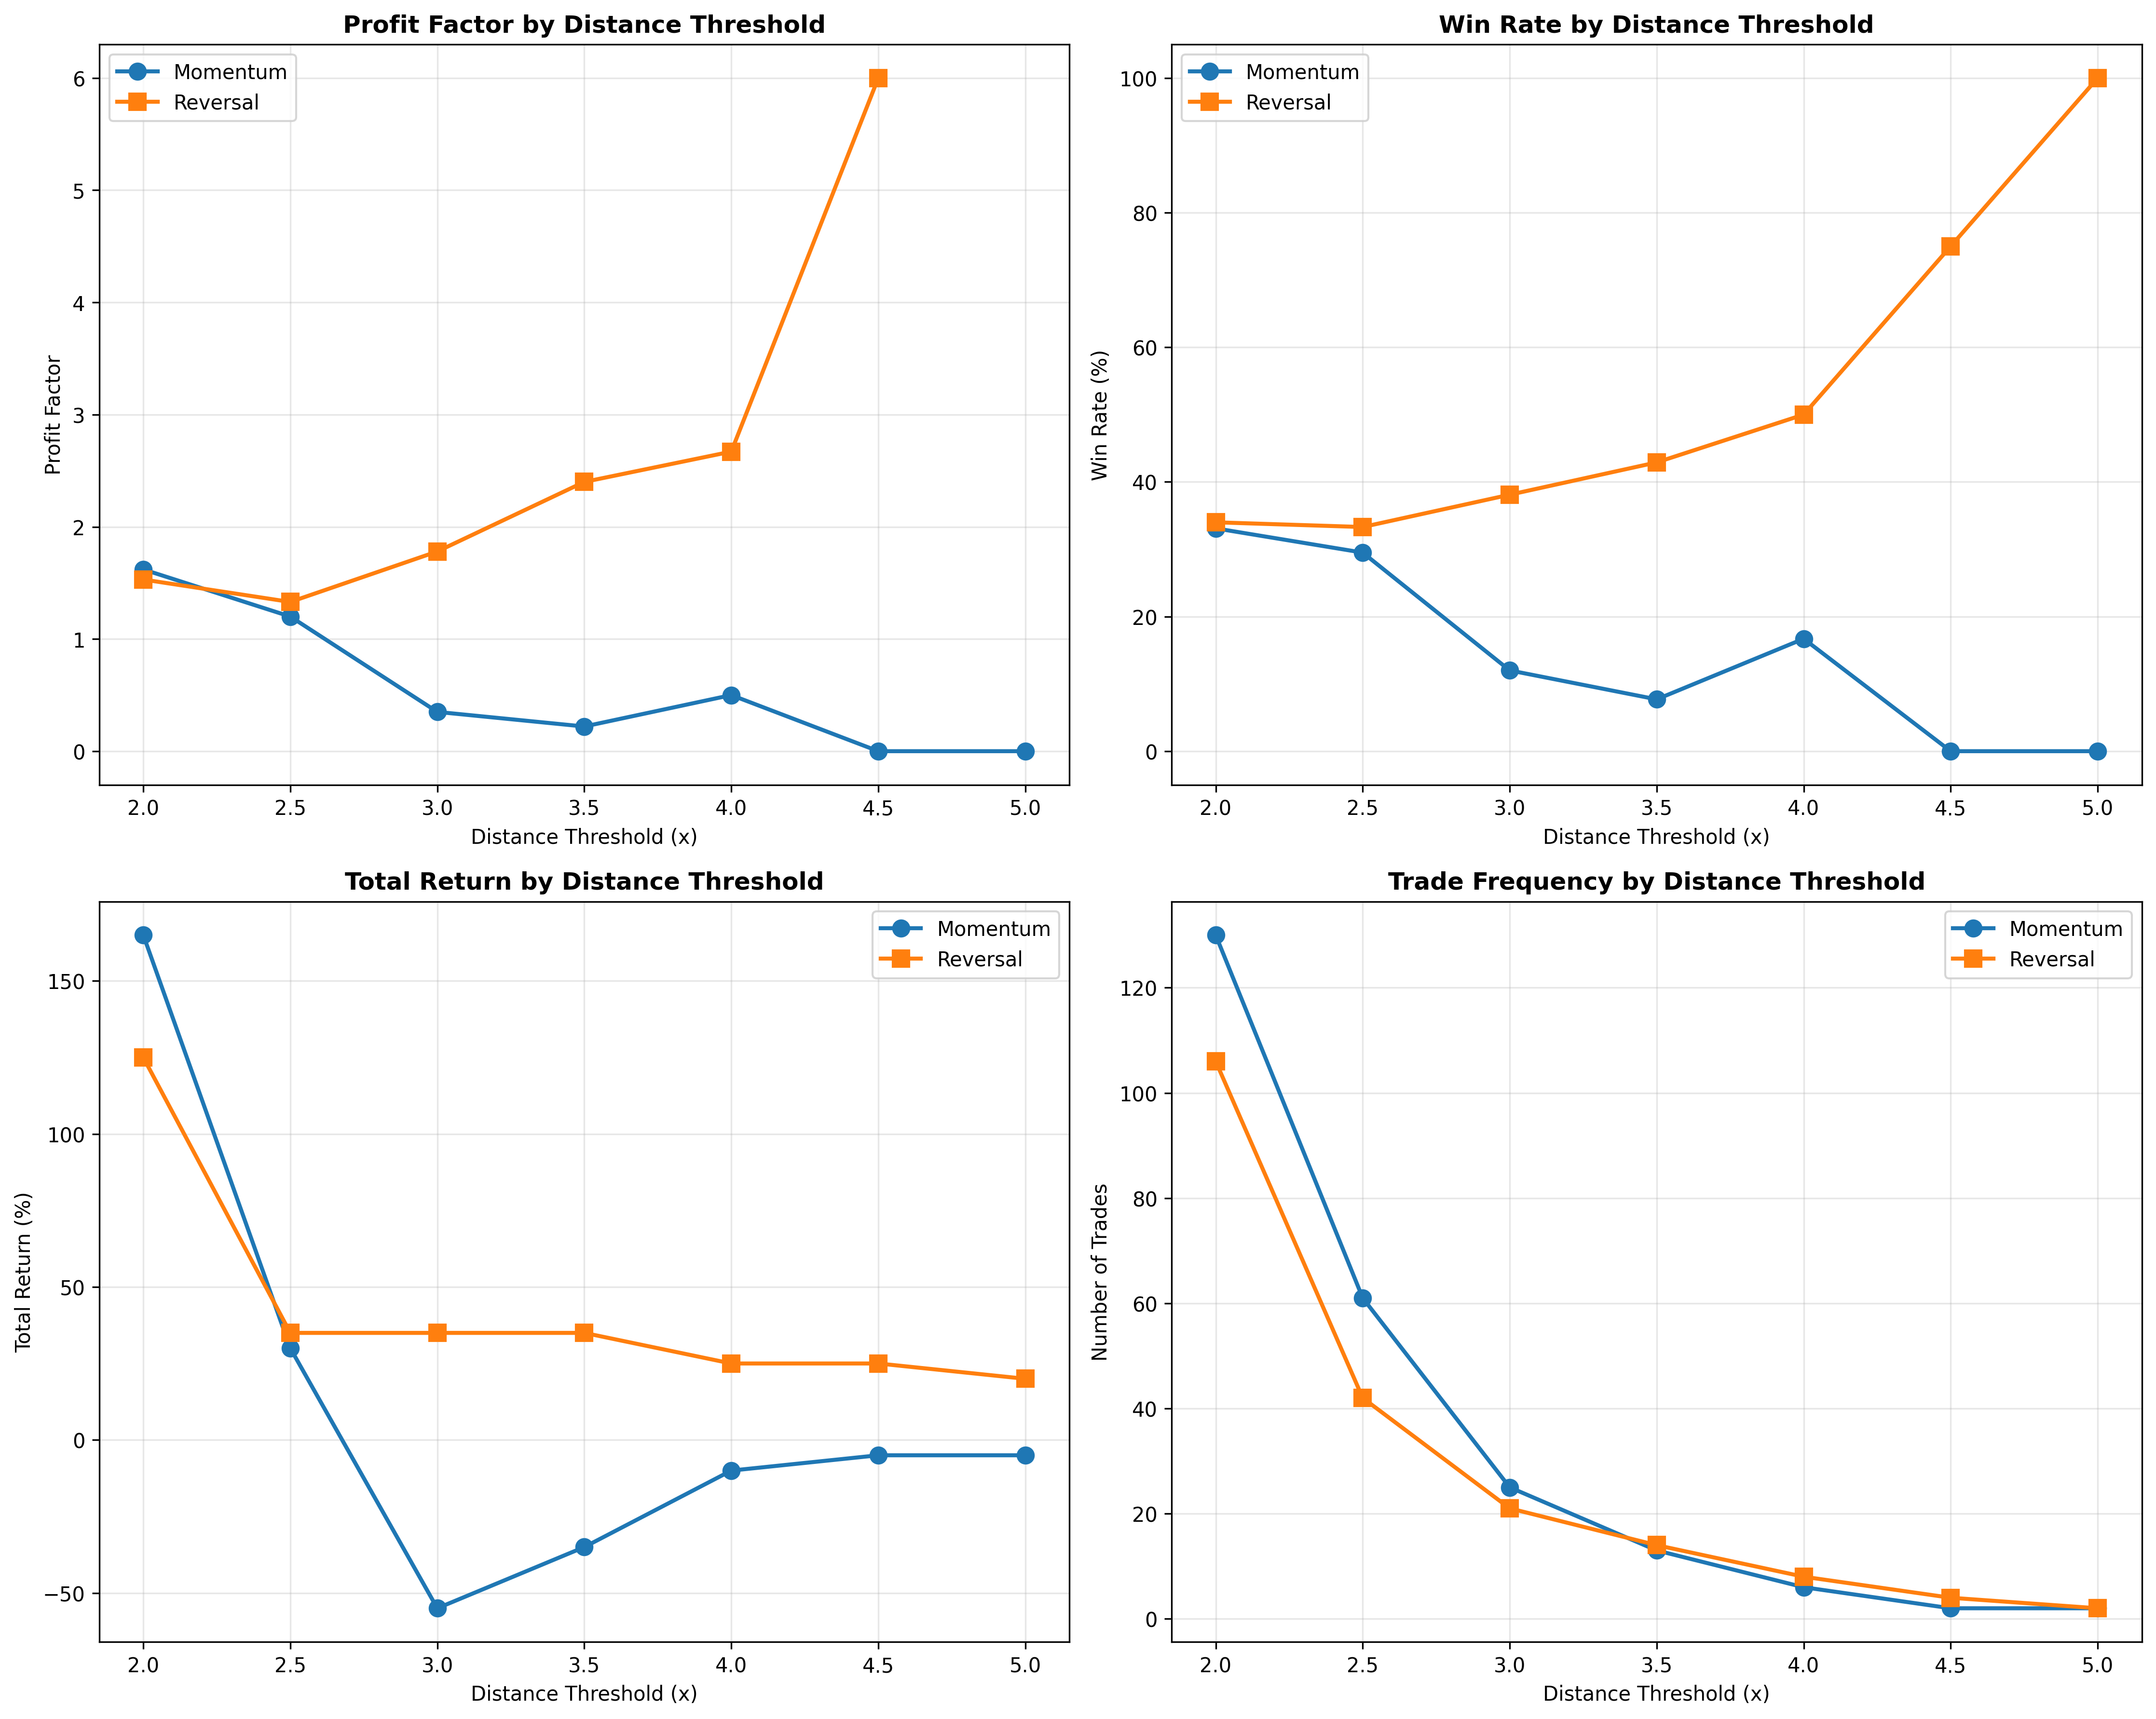 Profit Factor by Distance Threshold
Momentum
Reversal
Profit Factor
6
5
4
3
2
1
0
2.0 2.5 3.0 3.5 4.0 4.5 5.0
Distance Threshold (x)
Win Rate by Distance Threshold
Momentum
Reversal
Win Rate (%)
100
80
60
40
20
0
2.0 2.5 3.0 3.5 4.0 4.5 5.0
Distance Threshold (x)
Total Return by Distance Threshold
Momentum
Reversal
Total Return (%)
150
100
50
0
−50
2.0 2.5 3.0 3.5 4.0 4.5 5.0
Distance Threshold (x)
Trade Frequency by Distance Threshold
Momentum
Reversal
Number of Trades
120
100
80
60
40
20
0
2.0 2.5 3.0 3.5 4.0 4.5 5.0
Distance Threshold (x)